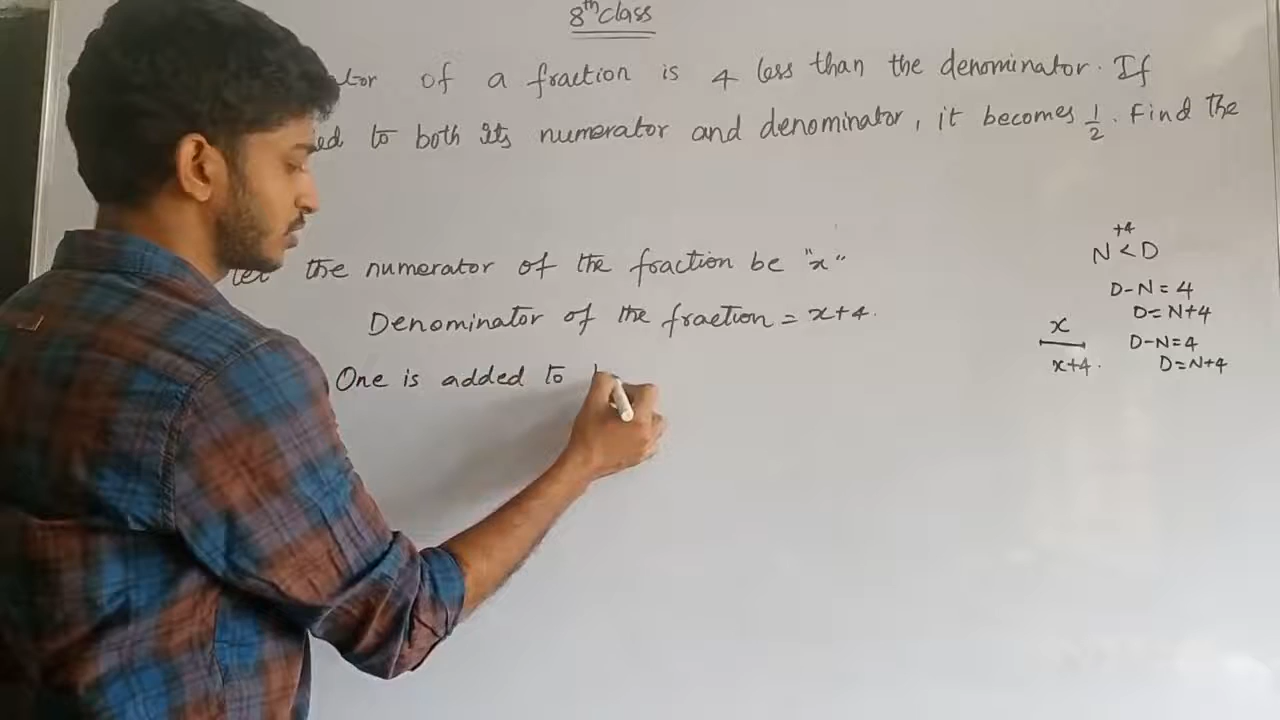 8th class
of a fraction is 4 less than the denominator. If
to both its numerator and denominator, it becomes 1/2. Find the
let the numerator of the fraction be "x"
Denominator of the fraction = x+4.
One is added to
+4
N < D
D-N = 4
D = N+4
x
x+4.
D-N=4
D=N+4